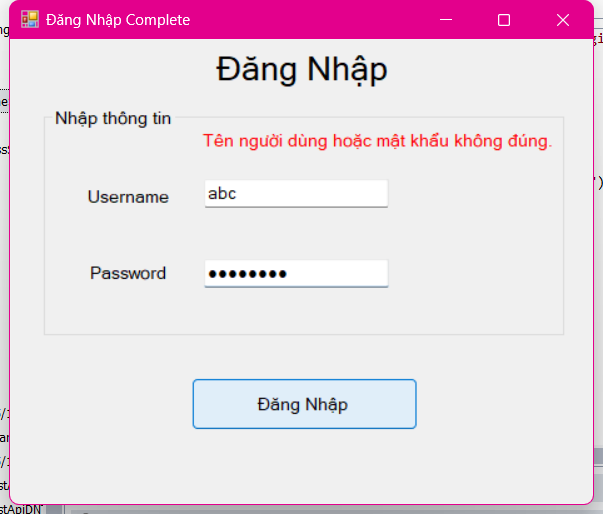 Đăng Nhập Complete
Đăng Nhập
Nhập thông tin
Tên người dùng hoặc mật khẩu không đúng.
Username
abc
Password
••••••••
Đăng Nhập